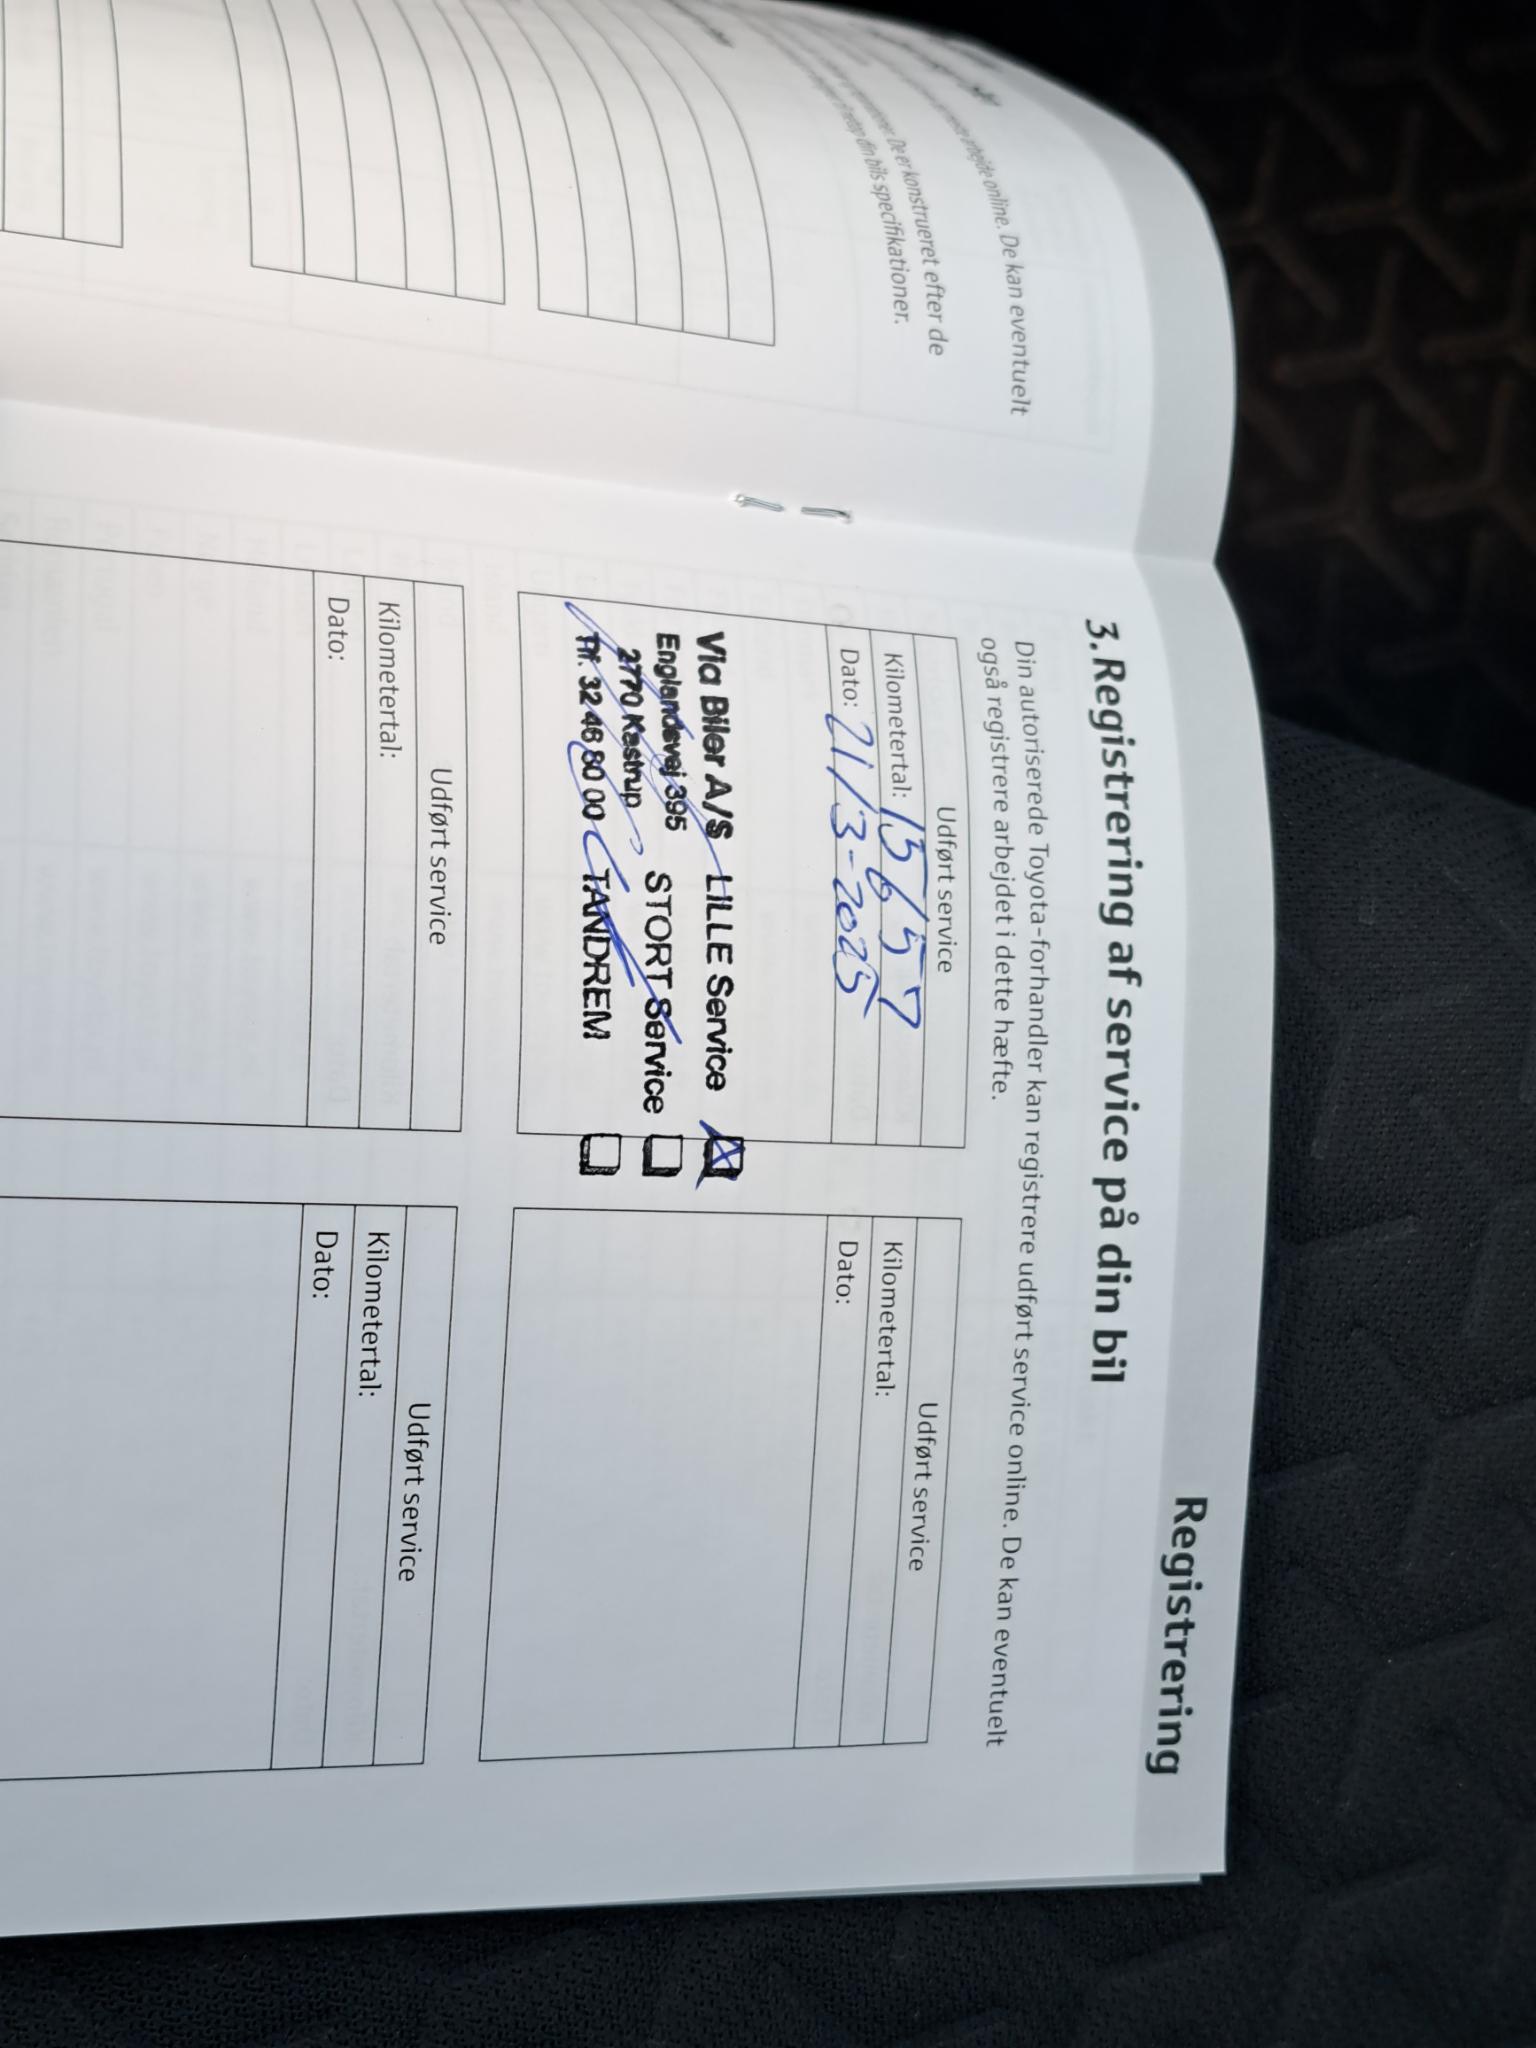 arbejde online. De kan eventuelt
De er konstrueret efter de
din bils specifikationer.
Registrering
3. Registrering af service på din bil
Din autoriserede Toyota-forhandler kan registrere udført service online. De kan eventuelt
også registrere arbejdet i dette hæfte.
Udført service
Kilometertal: 15657
Dato: 21/3-2025
Via Biler A/S LILLE Service
Englandsvej 395 STORT Service
2770 Kastrup
Tlf. 32 46 80 00 TANDREM
Udført service
Kilometertal:
Dato:
Udført service
Kilometertal:
Dato:
Udført service
Kilometertal:
Dato: